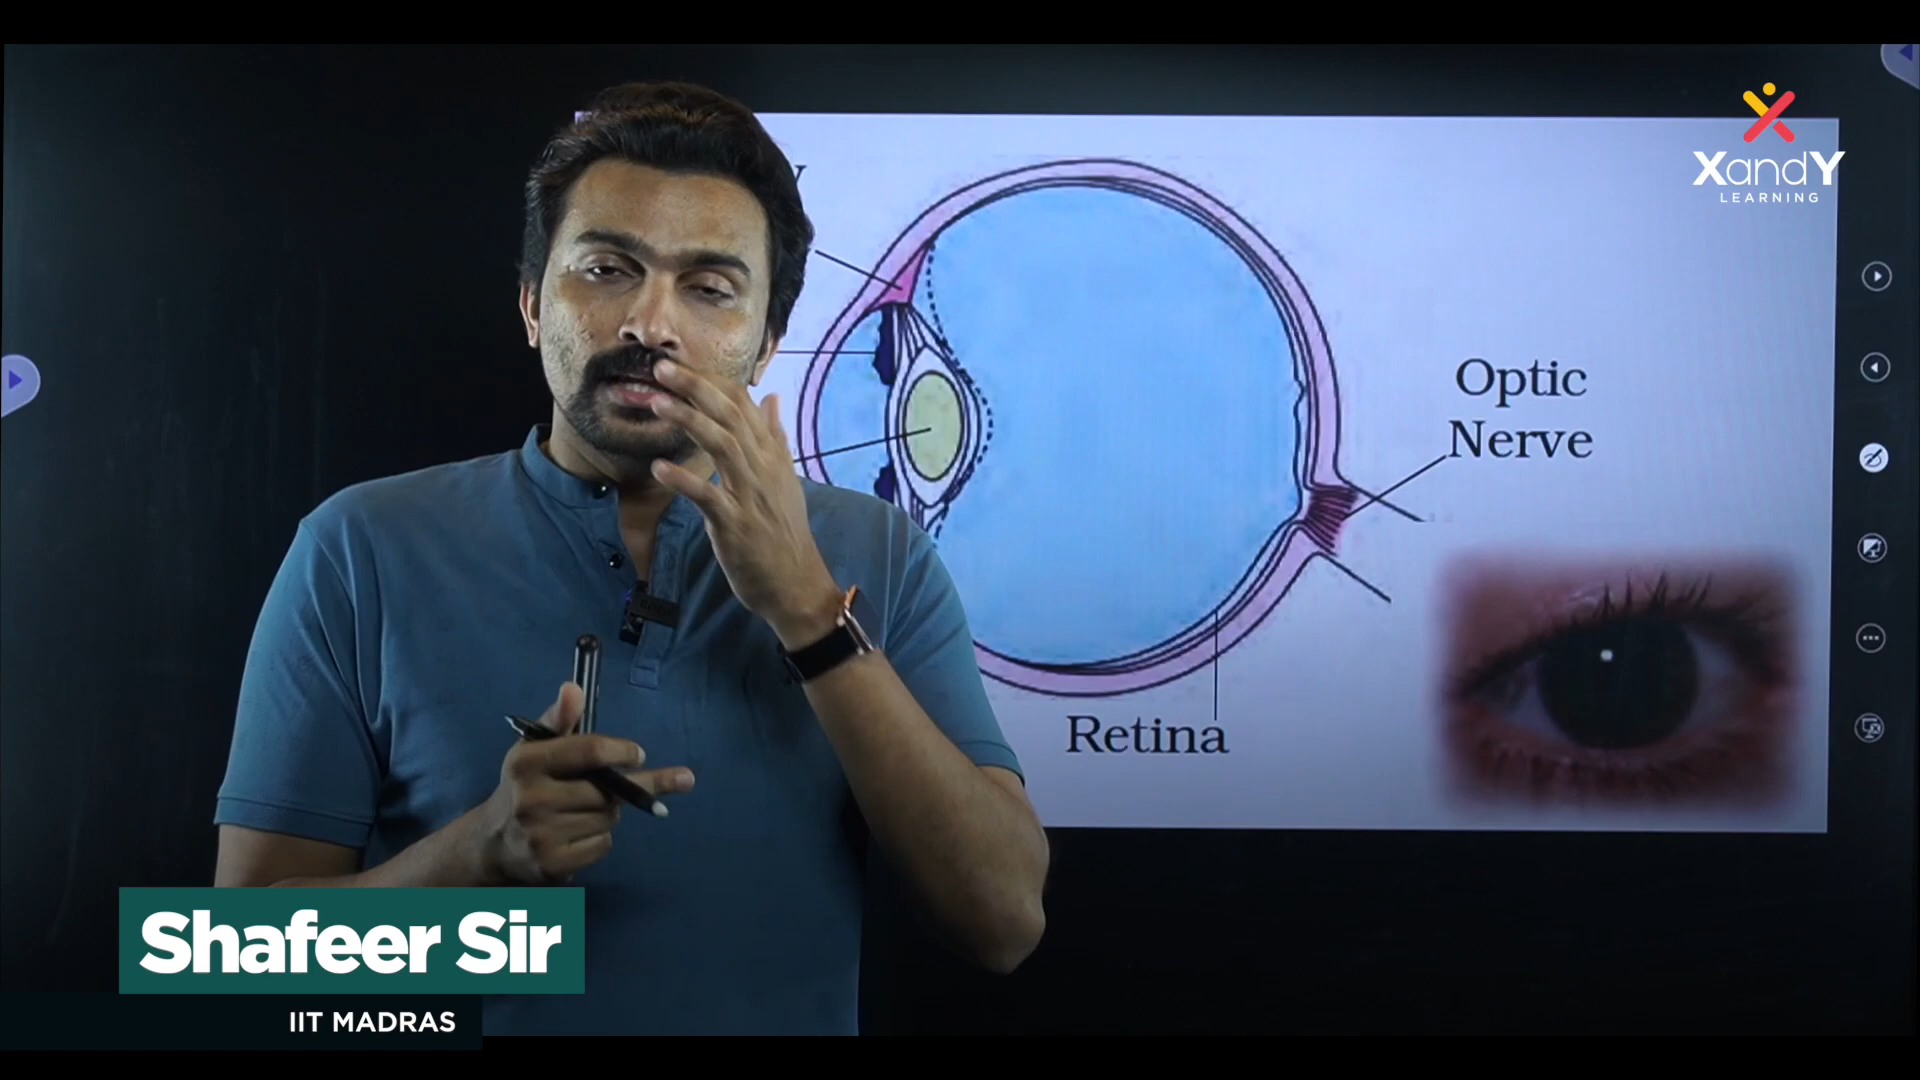 XandY
LEARNING
Optic
Nerve
Retina
Shafeer Sir
IIT MADRAS